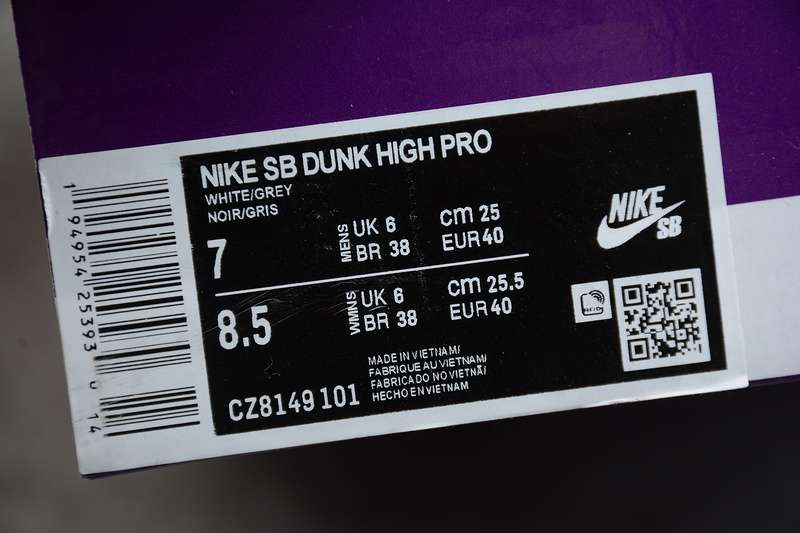 NIKE SB DUNK HIGH PRO
WHITE/GREY
NOIR/GRIS
7
MENS
UK 6
BR 38
cm 25
EUR 40
8.5
WMNS
UK 6
BR 38
cm 25.5
EUR 40
MADE IN VIETNAM/
FABRIQUE AU VIETNAM/
FABRICADO NO VIETNÃ/
HECHO EN VIETNAM
CZ8149 101
NIKE
SB
1 94954 25393 0 14